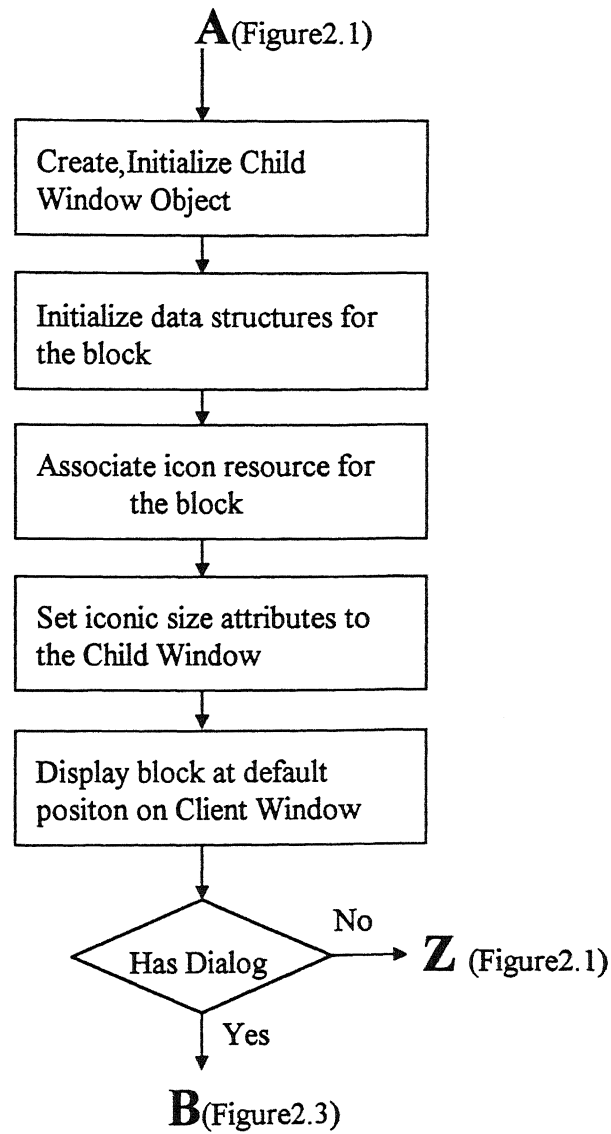 A(Figure2.1)
Create,Initialize Child
Window Object
Initialize data structures for
the block
Associate icon resource for
the block
Set iconic size attributes to
the Child Window
Display block at default
positon on Client Window
No
Has Dialog
Z (Figure2.1)
Yes
B(Figure2.3)